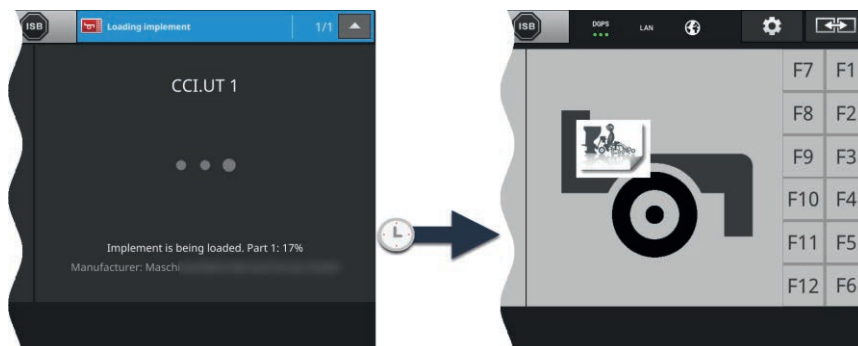 ISB
Loading implement
1/1
CCI.UT 1
Implement is being loaded. Part 1: 17%
Manufacturer: Masch
ISB
DGPS
LAN
F7 F1
F8 F2
F9 F3
F10 F4
F11 F5
F12 F6